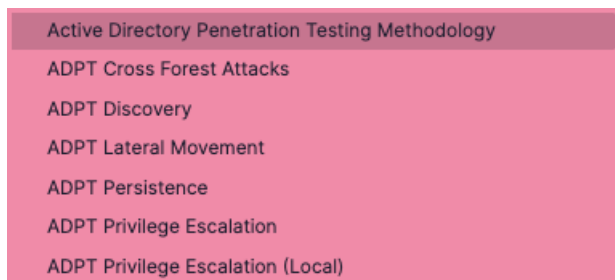 Active Directory Penetration Testing Methodology
ADPT Cross Forest Attacks
ADPT Discovery
ADPT Lateral Movement
ADPT Persistence
ADPT Privilege Escalation
ADPT Privilege Escalation (Local)